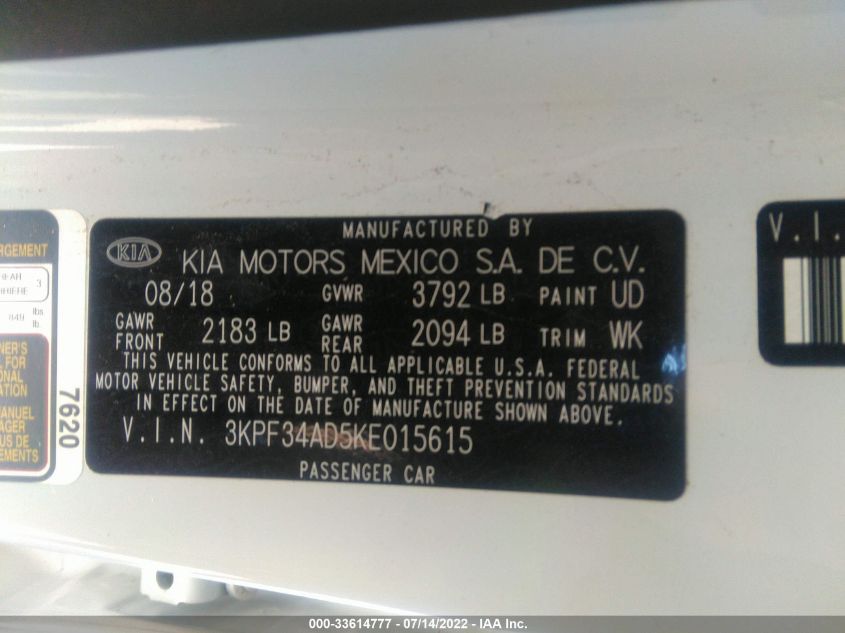 MANUFACTURED BY
KIA
KIA MOTORS MEXICO S.A. DE C.V.
08/18 GVWR 3792 LB PAINT UD
GAWR FRONT 2183 LB GAWR REAR 2094 LB TRIM WK
THIS VEHICLE CONFORMS TO ALL APPLICABLE U.S.A. FEDERAL
MOTOR VEHICLE SAFETY, BUMPER, AND THEFT PREVENTION STANDARDS
IN EFFECT ON THE DATE OF MANUFACTURE SHOWN ABOVE.
V.I.N. 3KPF34AD5KE015615
PASSENGER CAR
3
lbs
lb.
7620
V.I.
000-33614777 - 07/14/2022 - IAA Inc.